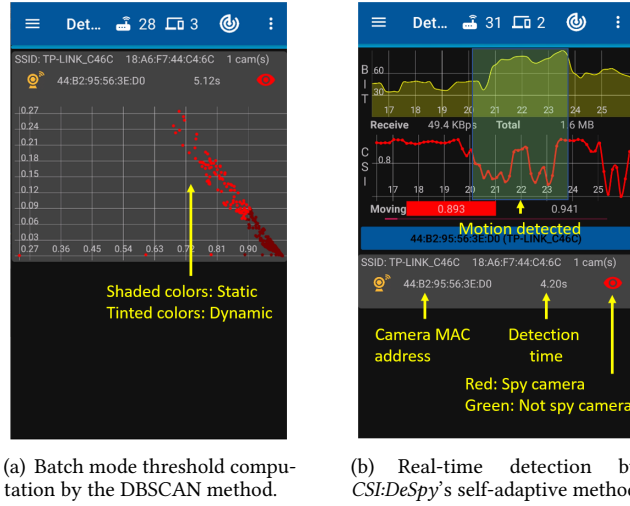 Det... 28 3
SSID: TP-LINK_C46C 18:A6:F7:44:C4:6C 1 cam(s)
44:B2:95:56:3E:D0 5.12s
0.27
0.24
0.21
0.18
0.15
0.12
0.09
0.06
0.03
0.27 0.36 0.45 0.54 0.63 0.72 0.81 0.90
Shaded colors: Static
Tinted colors: Dynamic
(a) Batch mode threshold compu-
tation by the DBSCAN method.
Det... 31 2
BIT
60
30
17 18 19 20 21 22 23 24 25
Receive 49.4 KBps Total 1.6 MB
CSI
0.8
17 18 19 20 21 22 23 24 25
Moving 0.893 0.941
Motion detected
44:B2:95:56:3E:D0 (TP-LINK_C46C)
SSID: TP-LINK_C46C 18:A6:F7:44:C4:6C 1 cam(s)
44:B2:95:56:3E:D0 4.20s
Camera MAC
address
Detection
time
Red: Spy camera
Green: Not spy camera
(b) Real-time detection by
CSI:DeSpy's self-adaptive method